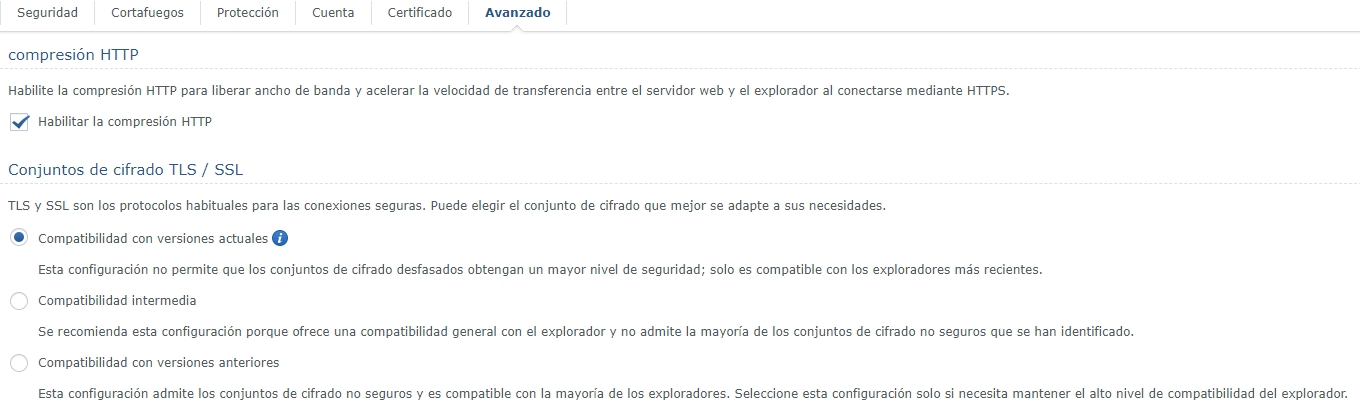 Seguridad Cortafuegos Protección Cuenta Certificado Avanzado
compresión HTTP
Habilite la compresión HTTP para liberar ancho de banda y acelerar la velocidad de transferencia entre el servidor web y el explorador al conectarse mediante HTTPS.
Habilitar la compresión HTTP
Conjuntos de cifrado TLS / SSL
TLS y SSL son los protocolos habituales para las conexiones seguras. Puede elegir el conjunto de cifrado que mejor se adapte a sus necesidades.
Compatibilidad con versiones actuales i
Esta configuración no permite que los conjuntos de cifrado desfasados obtengan un mayor nivel de seguridad; solo es compatible con los exploradores más recientes.
Compatibilidad intermedia
Se recomienda esta configuración porque ofrece una compatibilidad general con el explorador y no admite la mayoría de los conjuntos de cifrado no seguros que se han identificado.
Compatibilidad con versiones anteriores
Esta configuración admite los conjuntos de cifrado no seguros y es compatible con la mayoría de los exploradores. Seleccione esta configuración solo si necesita mantener el alto nivel de compatibilidad del explorador.